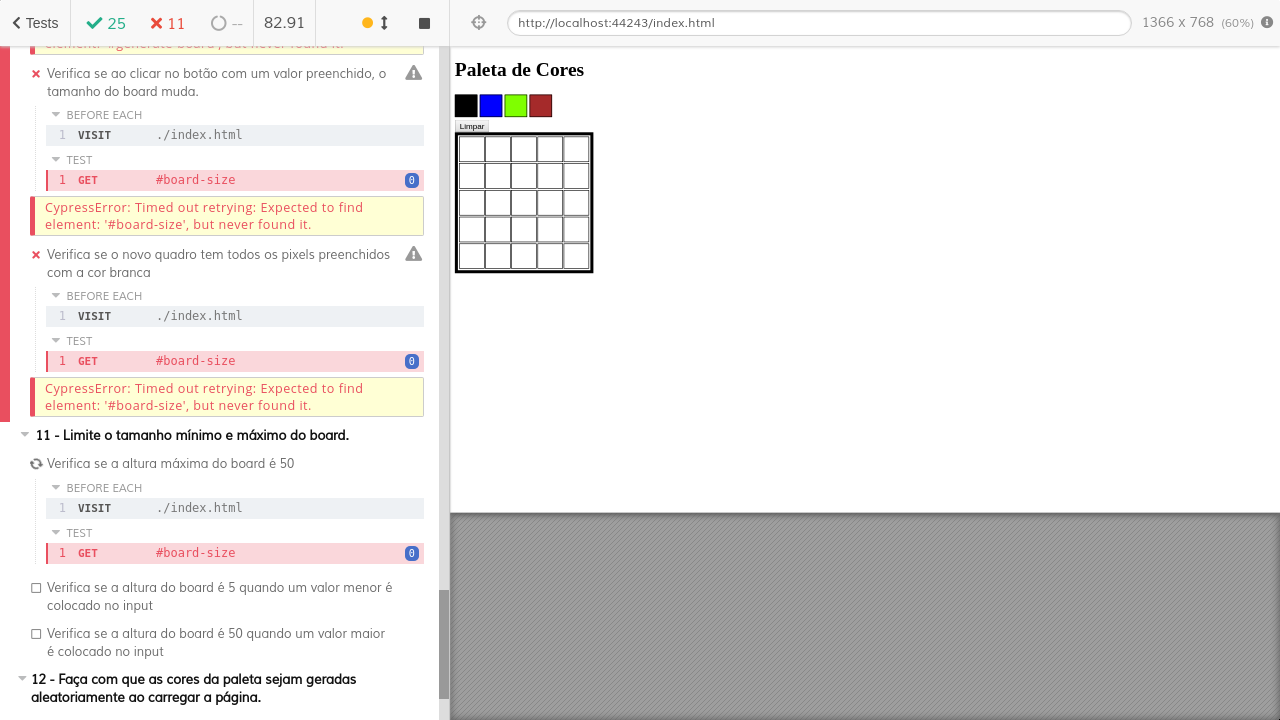 Tests
25
11
--
82.91
http://localhost:44243/index.html
1366 x 768 (60%)
element: '#generate-board', but never found it.
Verifica se ao clicar no botão com um valor preenchido, o
tamanho do board muda.
BEFORE EACH
1 VISIT ./index.html
TEST
1 GET #board-size 0
CypressError: Timed out retrying: Expected to find
element: '#board-size', but never found it.
Verifica se o novo quadro tem todos os pixels preenchidos
com a cor branca
BEFORE EACH
1 VISIT ./index.html
TEST
1 GET #board-size 0
CypressError: Timed out retrying: Expected to find
element: '#board-size', but never found it.
11 - Limite o tamanho mínimo e máximo do board.
Verifica se a altura máxima do board é 50
BEFORE EACH
1 VISIT ./index.html
TEST
1 GET #board-size 0
Verifica se a altura do board é 5 quando um valor menor é
colocado no input
Verifica se a altura do board é 50 quando um valor maior
é colocado no input
12 - Faça com que as cores da paleta sejam geradas
aleatoriamente ao carregar a página.
Paleta de Cores
Limpar